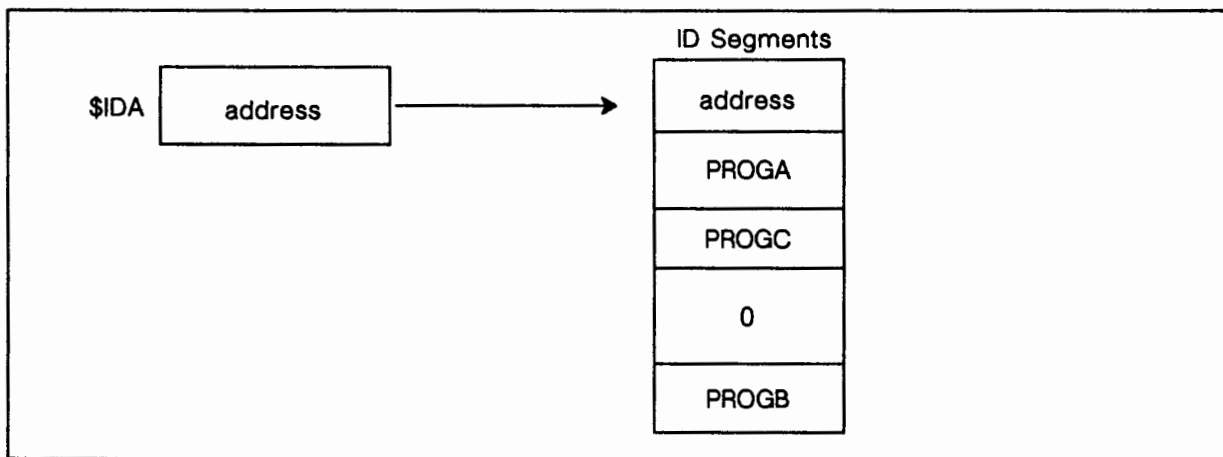 ID Segments
$IDA
address
address
PROGA
PROGC
0
PROGB